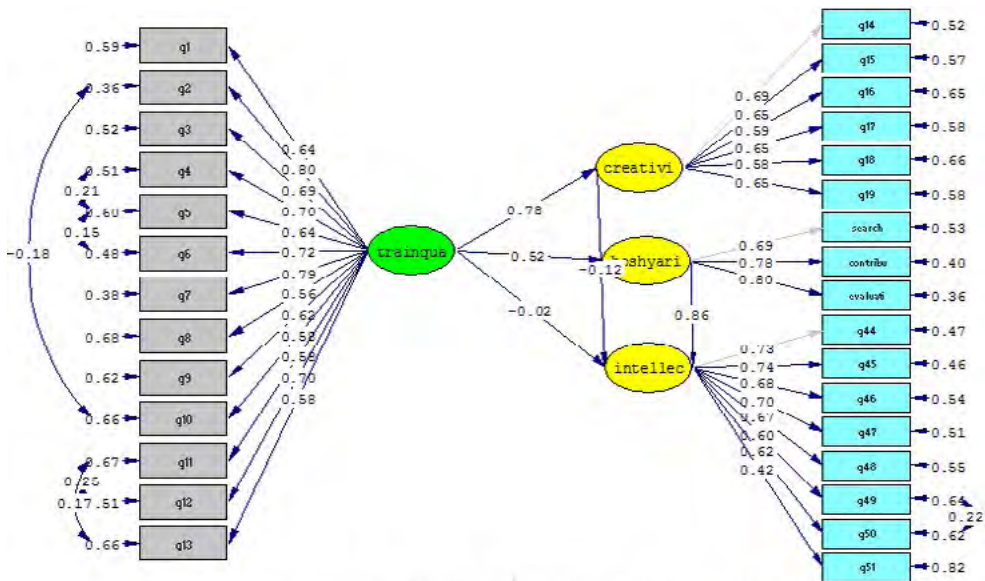 0.59 q1
0.36 q2
0.52 q3
0.51 q4
0.21
0.60 q5
0.15
0.48 q6
-0.18
0.38 q7
0.68 q8
0.62 q9
0.66 q10
0.67 q11
0.25
0.17 .51 q12
0.66 q13
0.64
0.80
0.69
0.70
0.64
0.72
0.79
0.56
0.62
0.58
0.70
0.58
trainqua
0.78
0.52
-0.02
creativi
-0.12
intellec
0.86
0.69
0.65
0.59
0.65
0.58
0.65
0.69
0.78
0.80
0.73
0.74
0.68
0.70
0.67
0.60
0.62
0.42
q14 0.52
q15 0.57
q16 0.65
q17 0.58
q18 0.66
q19 0.58
search 0.53
contribu 0.40
evaluati 0.36
q44 0.47
q45 0.46
q46 0.54
q47 0.51
q48 0.55
q49 0.64
0.22
q50 0.62
q51 0.82